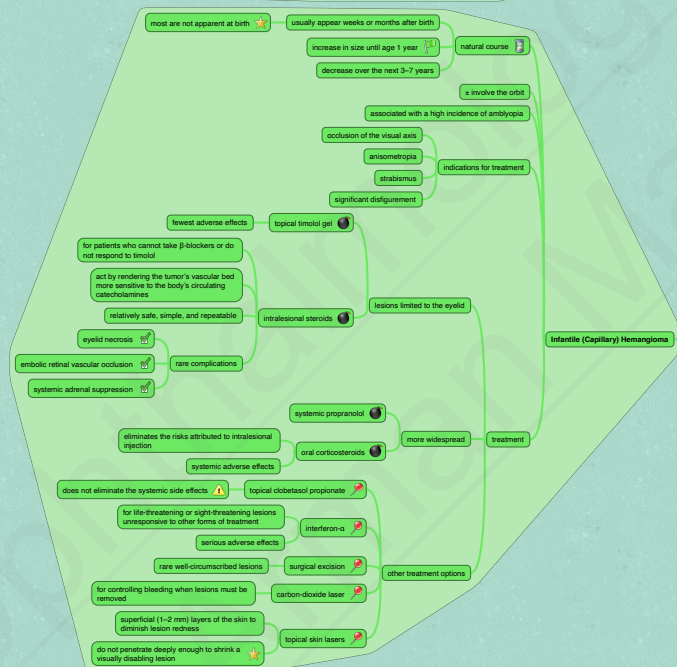 Infantile (Capillary) Hemangioma
natural course
usually appear weeks or months after birth
most are not apparent at birth
increase in size until age 1 year
decrease over the next 3–7 years
± involve the orbit
associated with a high incidence of amblyopia
indications for treatment
occlusion of the visual axis
anisometropia
strabismus
significant disfigurement
treatment
lesions limited to the eyelid
topical timolol gel
fewest adverse effects
intralesional steroids
for patients who cannot take β-blockers or do
not respond to timolol
act by rendering the tumor's vascular bed
more sensitive to the body's circulating
catecholamines
relatively safe, simple, and repeatable
rare complications
eyelid necrosis
embolic retinal vascular occlusion
systemic adrenal suppression
more widespread
systemic propranolol
oral corticosteroids
eliminates the risks attributed to intralesional
injection
systemic adverse effects
other treatment options
topical clobetasol propionate
does not eliminate the systemic side effects
interferon-α
for life-threatening or sight-threatening lesions
unresponsive to other forms of treatment
serious adverse effects
surgical excision
rare well-circumscribed lesions
carbon-dioxide laser
for controlling bleeding when lesions must be
removed
topical skin lasers
superficial (1–2 mm) layers of the skin to
diminish lesion redness
do not penetrate deeply enough to shrink a
visually disabling lesion